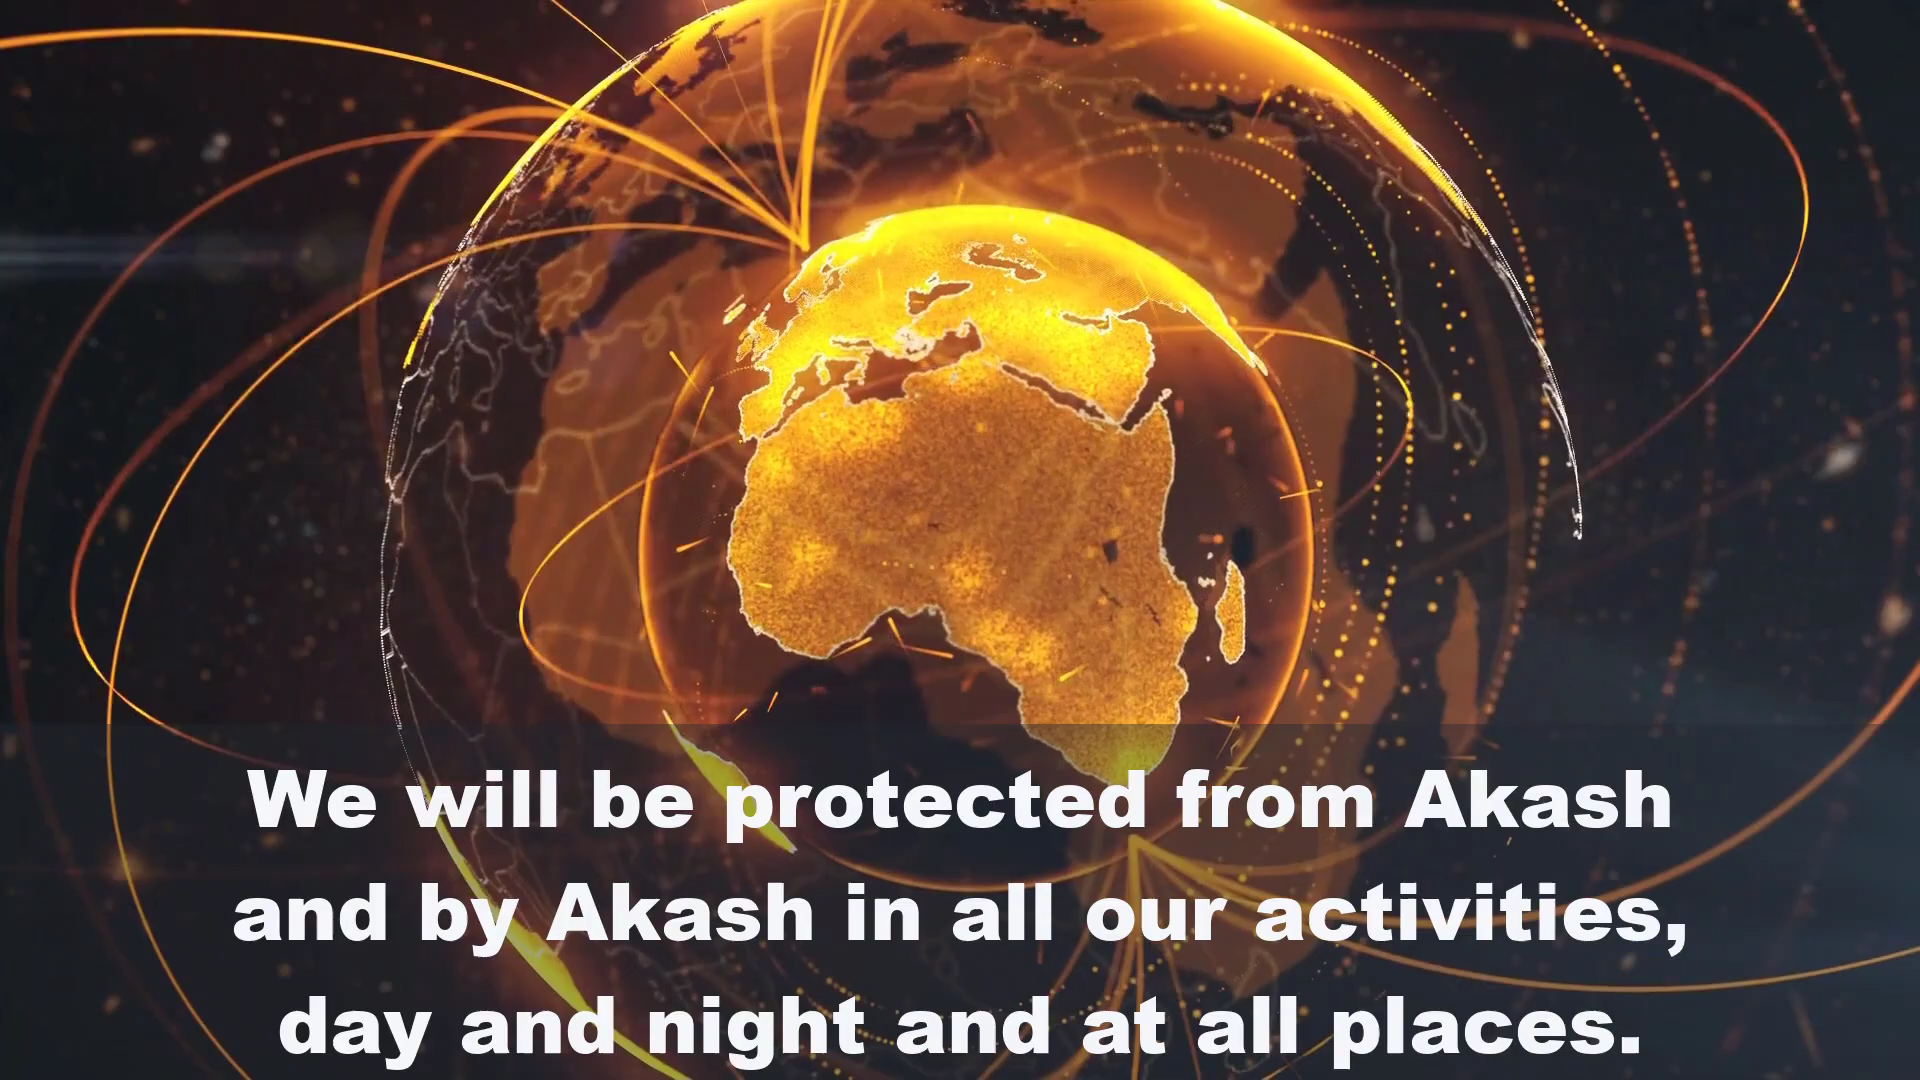 We will be protected from Akash
and by Akash in all our activities,
day and night and at all places.